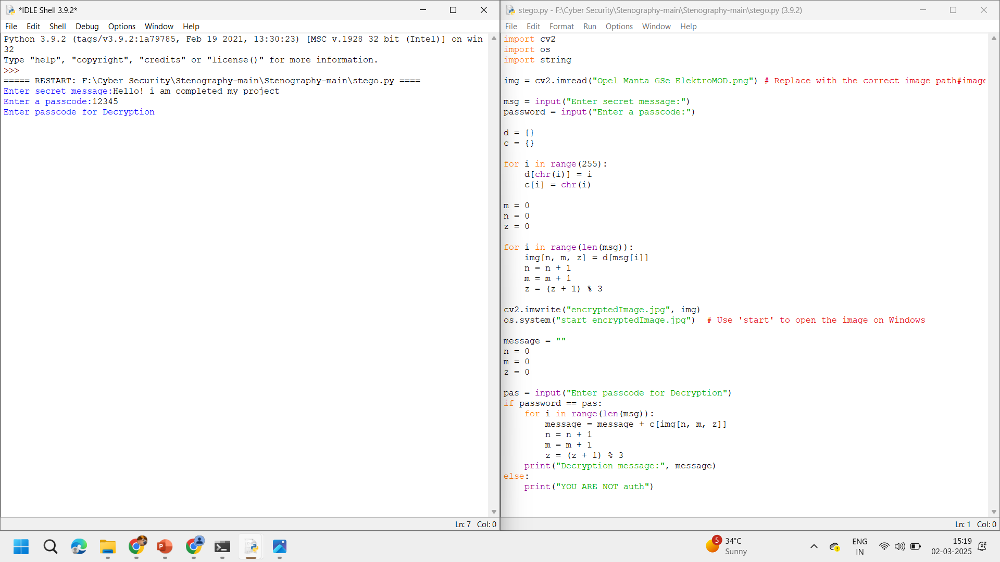 *IDLE Shell 3.9.2*
File Edit Shell Debug Options Window Help
Python 3.9.2 (tags/v3.9.2:1a79785, Feb 19 2021, 13:30:23) [MSC v.1928 32 bit (Intel)] on win
32
Type "help", "copyright", "credits" or "license()" for more information.
>>>
===== RESTART: F:\Cyber Security\Stenography-main\Stenography-main\stego.py ====
Enter secret message:Hello! i am completed my project
Enter a passcode:12345
Enter passcode for Decryption
Ln: 7 Col: 0
stego.py - F:\Cyber Security\Stenography-main\Stenography-main\stego.py (3.9.2)
File Edit Format Run Options Window Help
import cv2
import os
import string
img = cv2.imread("Opel Manta GSe ElektroMOD.png") # Replace with the correct image path#image
msg = input("Enter secret message:")
password = input("Enter a passcode:")
d = {}
c = {}
for i in range(255):
    d[chr(i)] = i
    c[i] = chr(i)
m = 0
n = 0
z = 0
for i in range(len(msg)):
    img[n, m, z] = d[msg[i]]
    n = n + 1
    m = m + 1
    z = (z + 1) % 3
cv2.imwrite("encryptedImage.jpg", img)
os.system("start encryptedImage.jpg")  # Use 'start' to open the image on Windows
message = ""
n = 0
m = 0
z = 0
pas = input("Enter passcode for Decryption")
if password == pas:
    for i in range(len(msg)):
        message = message + c[img[n, m, z]]
        n = n + 1
        m = m + 1
        z = (z + 1) % 3
    print("Decryption message:", message)
else:
    print("YOU ARE NOT auth")
Ln: 1 Col: 0
5
34°C
Sunny
ENG
IN
15:19
02-03-2025